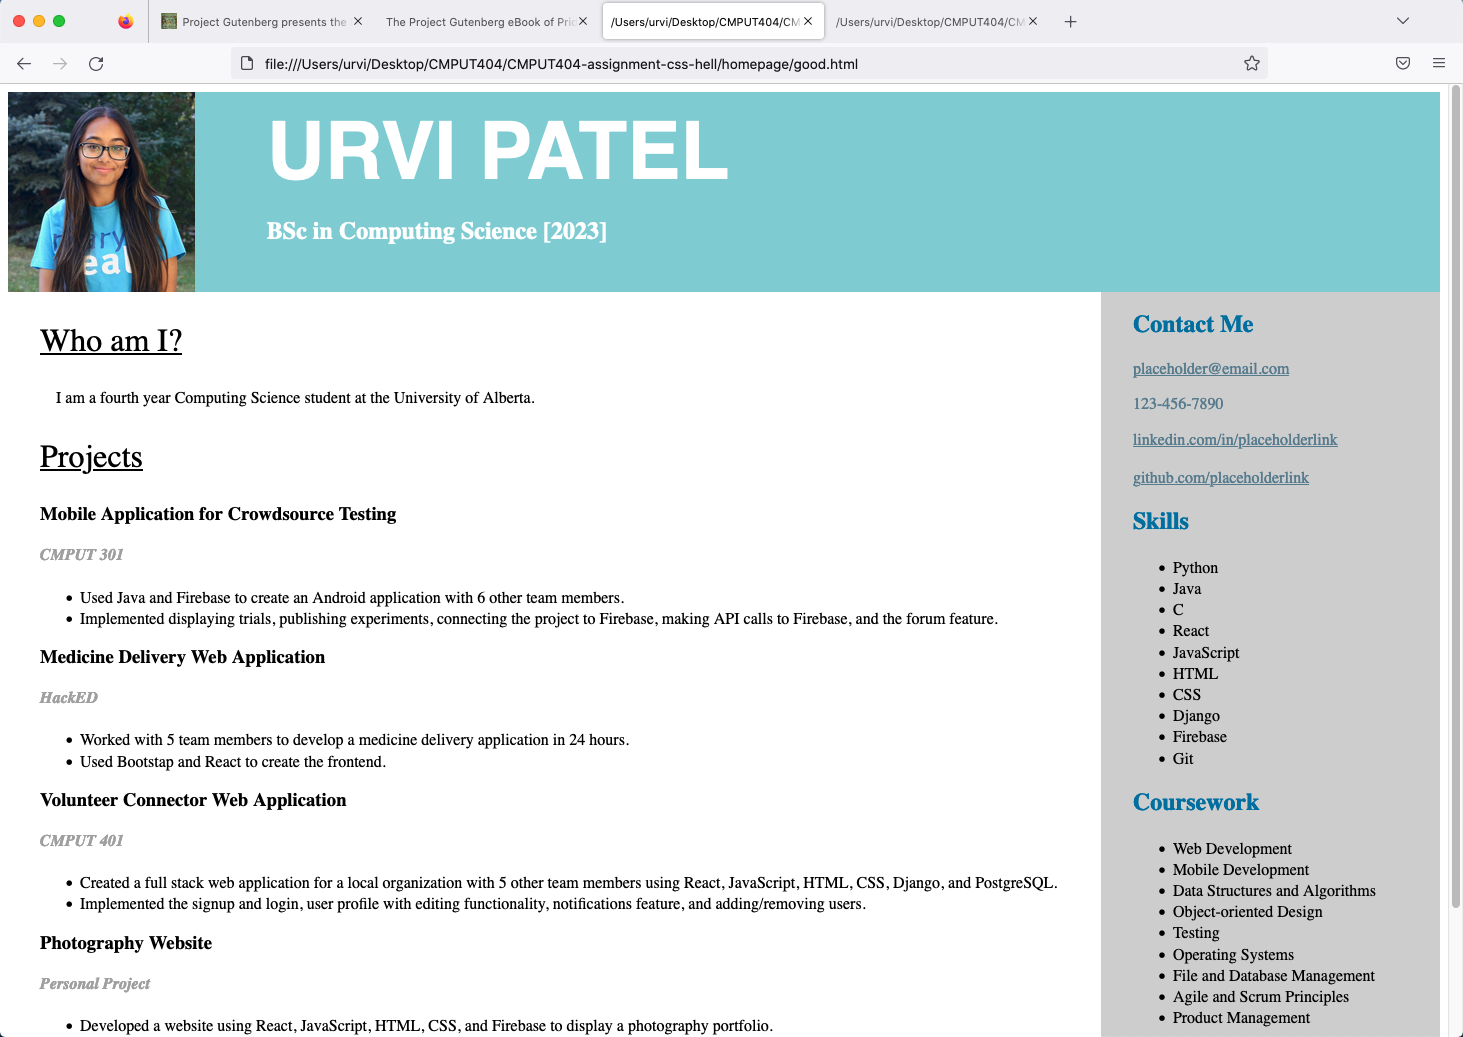 Project Gutenberg presents the
The Project Gutenberg eBook of Pric
/Users/urvi/Desktop/CMPUT404/CM
/Users/urvi/Desktop/CMPUT404/CM
file:///Users/urvi/Desktop/CMPUT404/CMPUT404-assignment-css-hell/homepage/good.html
URVI PATEL
BSc in Computing Science [2023]
Who am I?
I am a fourth year Computing Science student at the University of Alberta.
Projects
Mobile Application for Crowdsource Testing
CMPUT 301
• Used Java and Firebase to create an Android application with 6 other team members.
• Implemented displaying trials, publishing experiments, connecting the project to Firebase, making API calls to Firebase, and the forum feature.
Medicine Delivery Web Application
HackED
• Worked with 5 team members to develop a medicine delivery application in 24 hours.
• Used Bootstap and React to create the frontend.
Volunteer Connector Web Application
CMPUT 401
• Created a full stack web application for a local organization with 5 other team members using React, JavaScript, HTML, CSS, Django, and PostgreSQL.
• Implemented the signup and login, user profile with editing functionality, notifications feature, and adding/removing users.
Photography Website
Personal Project
• Developed a website using React, JavaScript, HTML, CSS, and Firebase to display a photography portfolio.
Contact Me
placeholder@email.com
123-456-7890
linkedin.com/in/placeholderlink
github.com/placeholderlink
Skills
• Python
• Java
• C
• React
• JavaScript
• HTML
• CSS
• Django
• Firebase
• Git
Coursework
• Web Development
• Mobile Development
• Data Structures and Algorithms
• Object-oriented Design
• Testing
• Operating Systems
• File and Database Management
• Agile and Scrum Principles
• Product Management